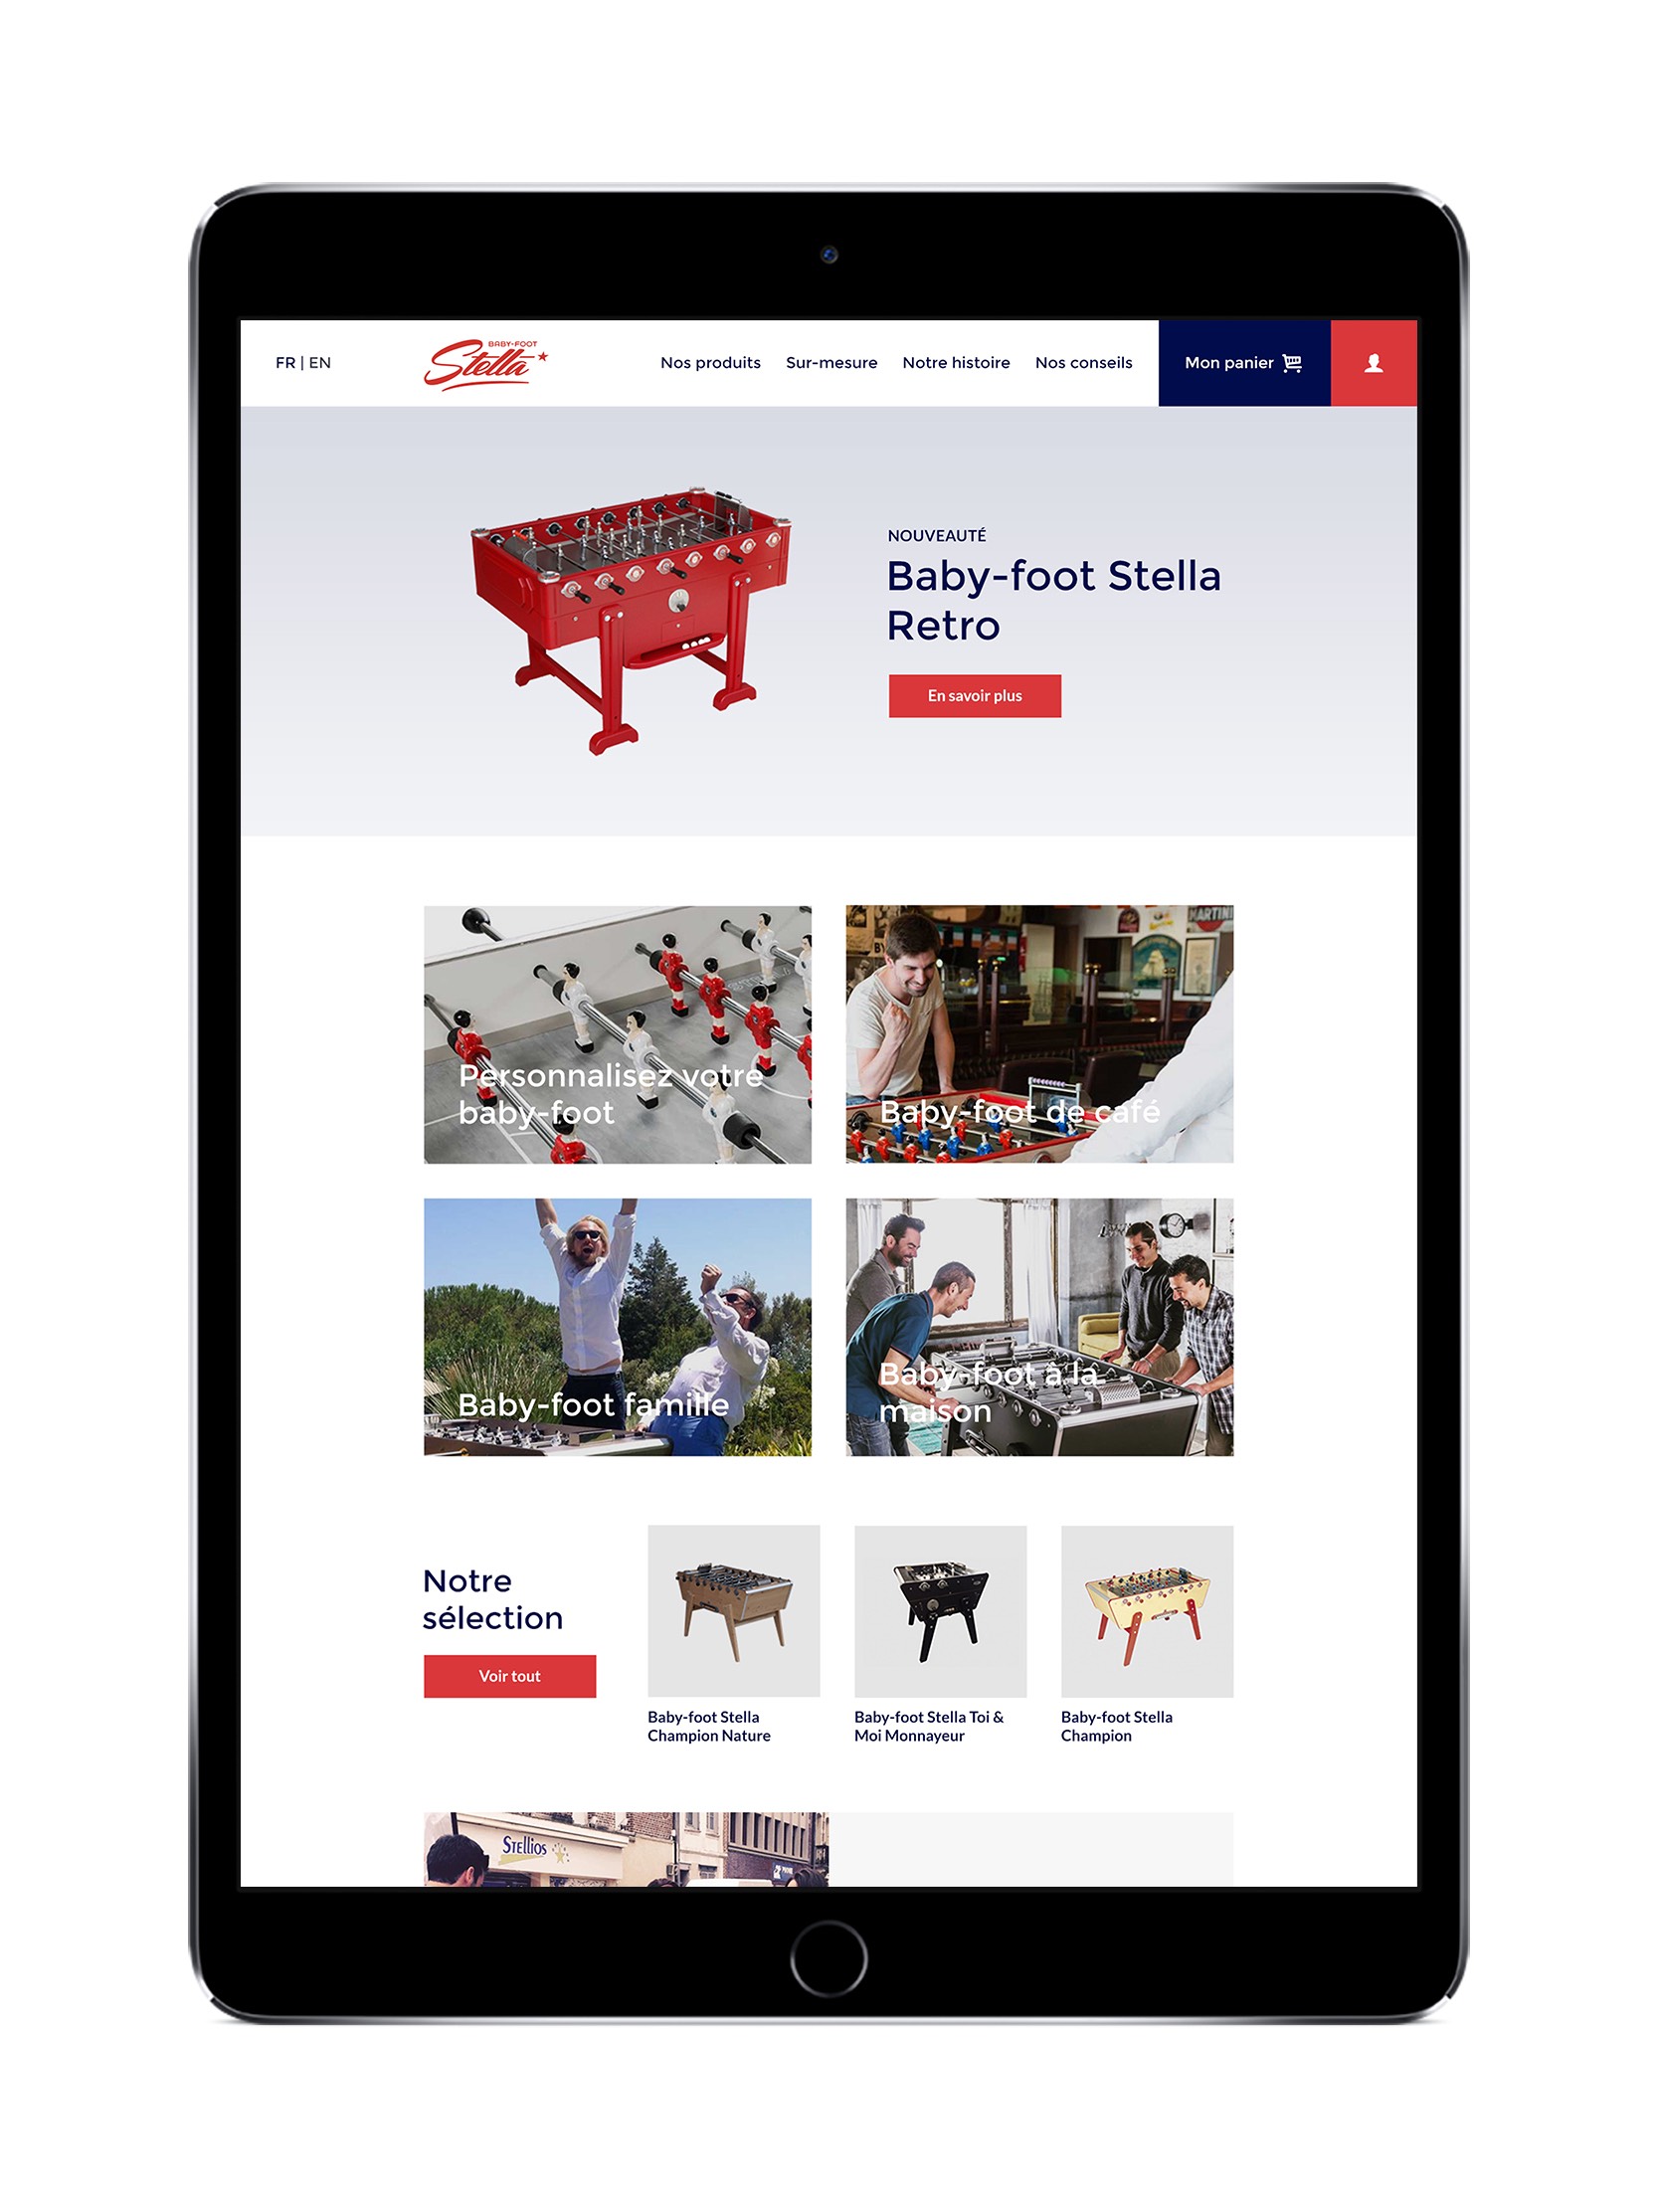 FR | EN
BABY-FOOT
Stella
Nos produits
Sur-mesure
Notre histoire
Nos conseils
Mon panier
NOUVEAUTÉ
Baby-foot Stella
Retro
En savoir plus
MARTINI
Personnalisez votre
baby-foot
Baby-foot de café
Baby-foot famille
Baby-foot à la
maison
Notre
sélection
Voir tout
Baby-foot Stella
Champion Nature
Baby-foot Stella Toi &
Moi Monnayeur
Baby-foot Stella
Champion
STELLIOS